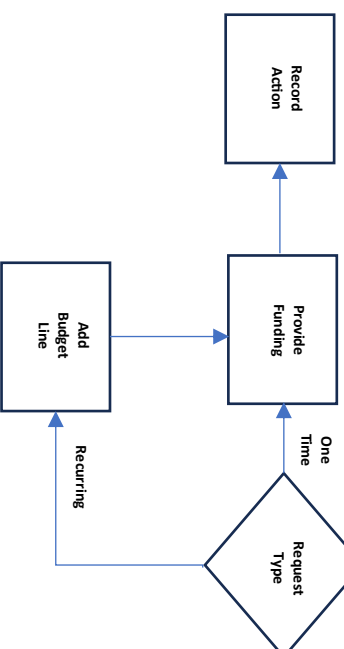 Record
Action
Provide
Funding
Add
Budget
Line
One
Time
Recurring
Request
Type